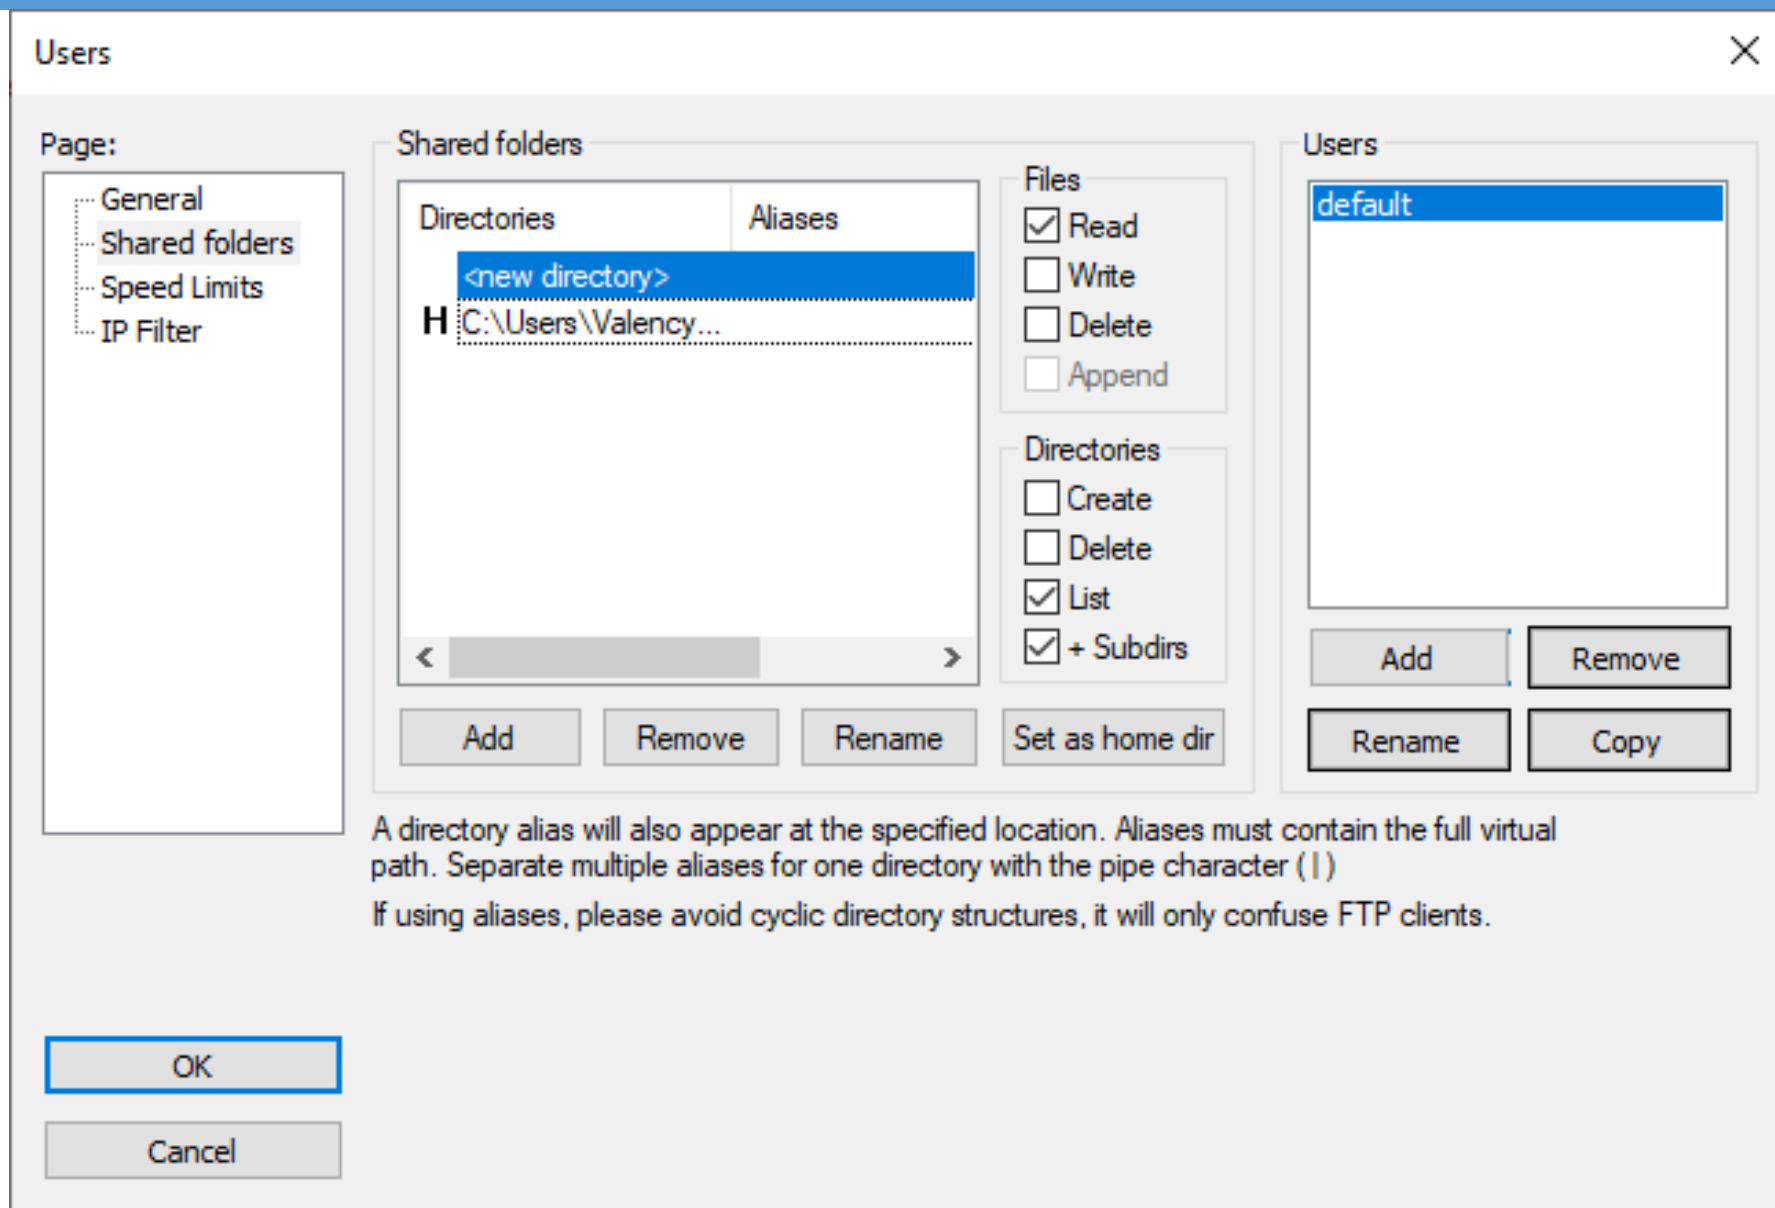 Users
Page:
General
Shared folders
Speed Limits
IP Filter
Shared folders
Directories Aliases
<new directory>
H C:\Users\Valency...
Files
Read
Write
Delete
Append
Directories
Create
Delete
List
+ Subdirs
Add Remove Rename Set as home dir
Users
default
Add Remove
Rename Copy
A directory alias will also appear at the specified location. Aliases must contain the full virtual
path. Separate multiple aliases for one directory with the pipe character (|)
If using aliases, please avoid cyclic directory structures, it will only confuse FTP clients.
OK
Cancel